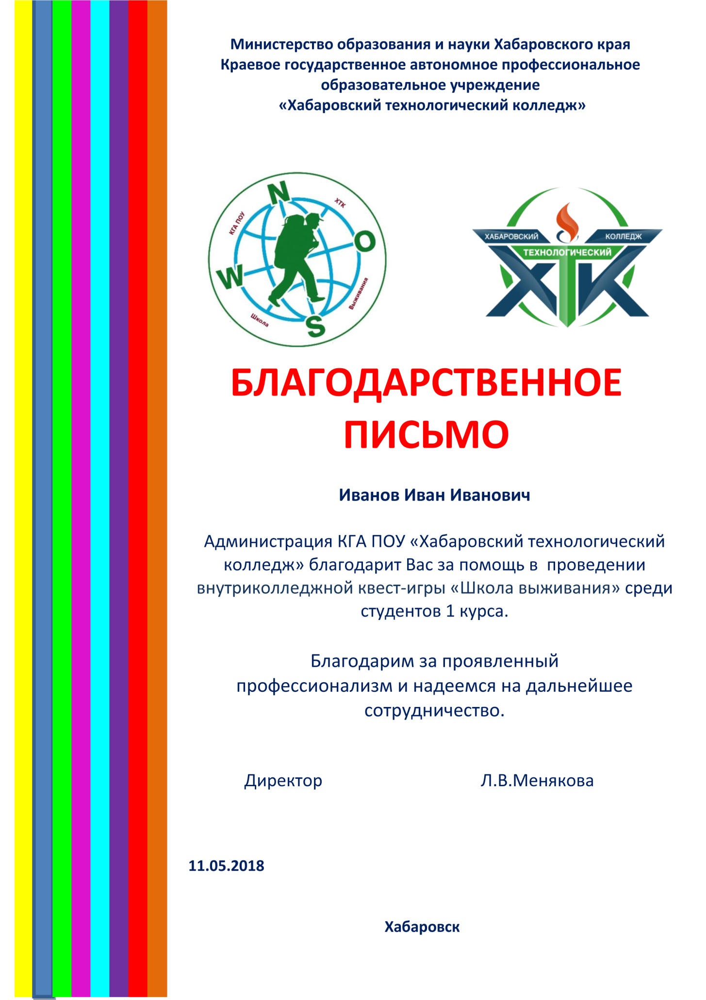 Министерство образования и науки Хабаровского края
Краевое государственное автономное профессиональное
образовательное учреждение
«Хабаровский технологический колледж»
N
КГА ПОУ
ХТК
O
W
Выживания
Школа
S
ХАБАРОВСКИЙ
КОЛЛЕДЖ
ТЕХНОЛОГИЧЕСКИЙ
ХТК
БЛАГОДАРСТВЕННОЕ
ПИСЬМО
Иванов Иван Иванович
Администрация КГА ПОУ «Хабаровский технологический
колледж» благодарит Вас за помощь в  проведении
внутриколледжной квест-игры «Школа выживания» среди
студентов 1 курса.
Благодарим за проявленный
профессионализм и надеемся на дальнейшее
сотрудничество.
Директор Л.В.Менякова
11.05.2018
Хабаровск